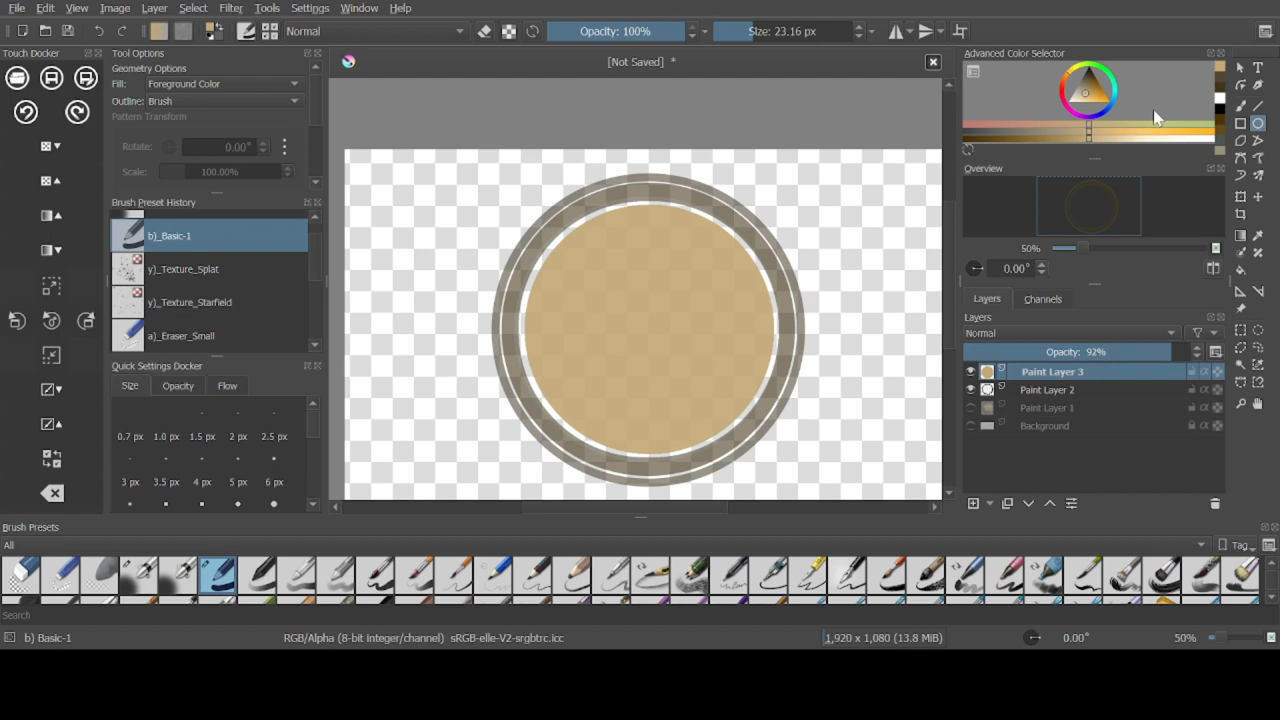 File Edit View Image Layer Select Filter Tools Settings Window Help
Normal Opacity: 100% Size: 23.16 px
Touch Docker
Tool Options
Geometry Options
Fill: Foreground Color
Outline: Brush
Pattern Transform
Rotate: 0.00°
Scale: 100.00%
Brush Preset History
b)_Basic-1
y)_Texture_Splat
y)_Texture_Starfield
a)_Eraser_Small
Quick Settings Docker
Size Opacity Flow
0.7 px 1.0 px 1.5 px 2 px 2.5 px
3 px 3.5 px 4 px 5 px 6 px
[Not Saved] *
Advanced Color Selector
Overview
50%
0.00°
Layers Channels
Layers
Normal
Opacity: 92%
Paint Layer 3
Paint Layer 2
Paint Layer 1
Background
Brush Presets
All Tag
Search
b) Basic-1 RGB/Alpha (8-bit integer/channel) sRGB-elle-V2-srgbtrc.icc 1,920 x 1,080 (13.8 MiB) 0.00° 50%